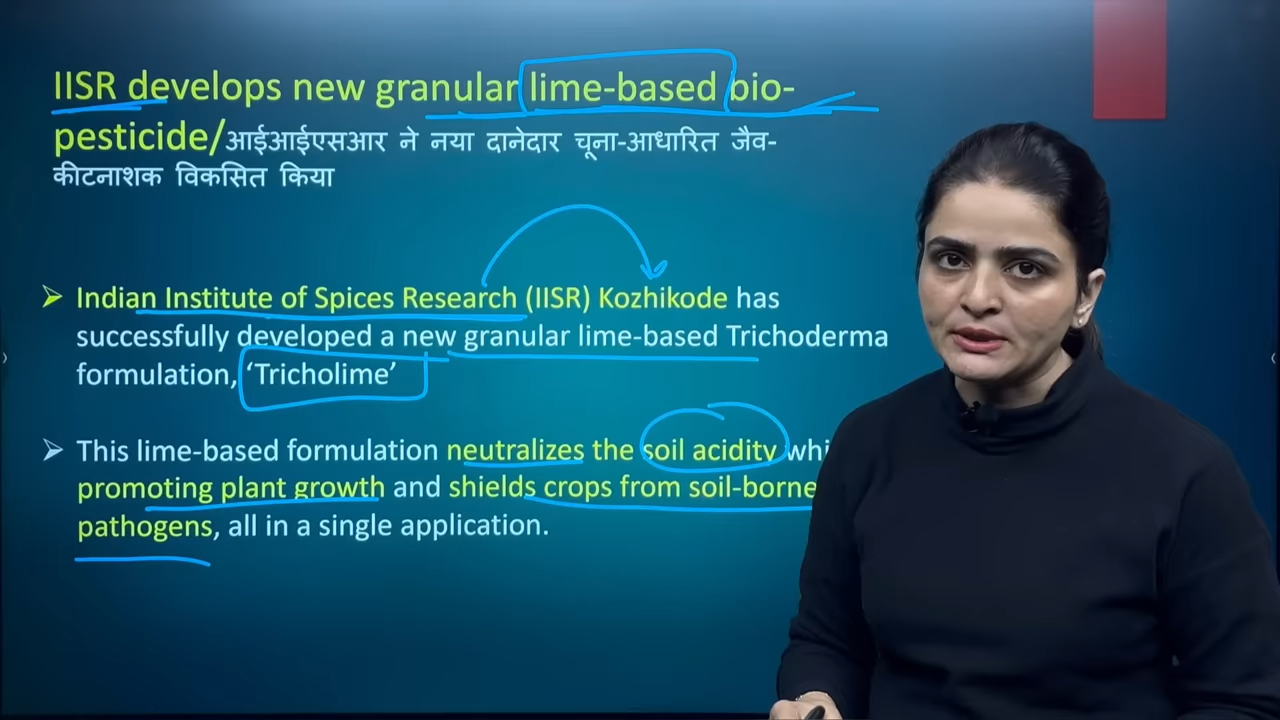 IISR develops new granular lime-based bio-
pesticide/आईआईएसआर ने नया दानेदार चूना-आधारित जैव-
कीटनाशक विकसित किया
➢ Indian Institute of Spices Research (IISR) Kozhikode has
successfully developed a new granular lime-based Trichoderma
formulation, ‘Tricholime’
➢ This lime-based formulation neutralizes the soil acidity
promoting plant growth and shields crops from soil-borne
pathogens, all in a single application.